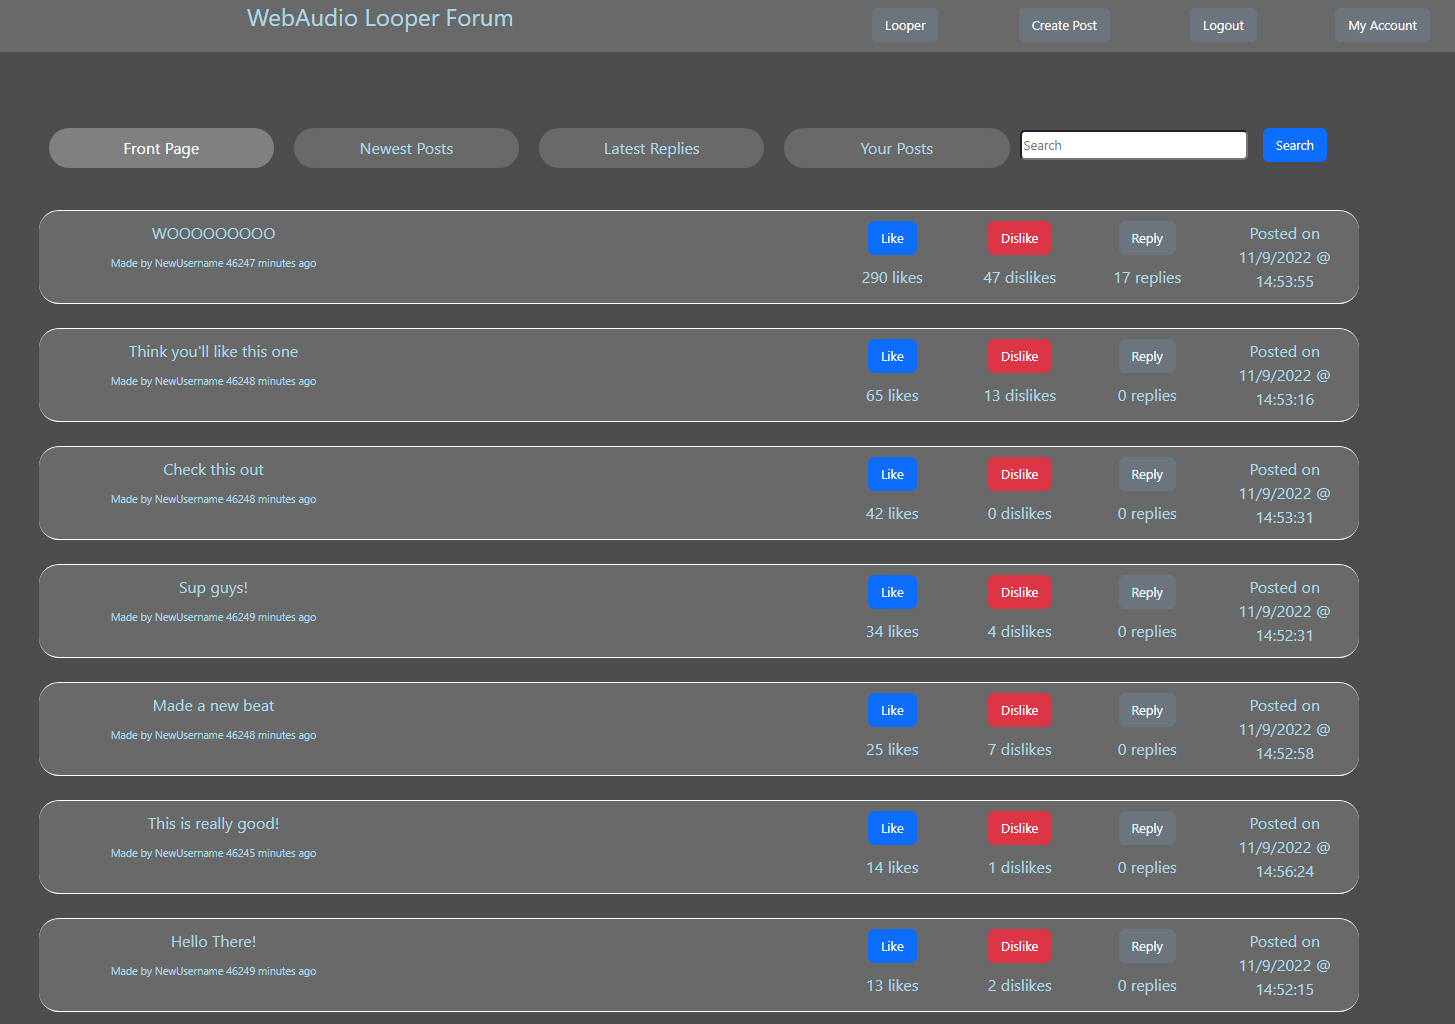 WebAudio Looper Forum
Looper
Create Post
Logout
My Account
Front Page
Newest Posts
Latest Replies
Your Posts
Search
Search
WOOOOOOOOO
Made by NewUsername 46247 minutes ago
Like
290 likes
Dislike
47 dislikes
Reply
17 replies
Posted on
11/9/2022 @
14:53:55
Think you'll like this one
Made by NewUsername 46248 minutes ago
Like
65 likes
Dislike
13 dislikes
Reply
0 replies
Posted on
11/9/2022 @
14:53:16
Check this out
Made by NewUsername 46248 minutes ago
Like
42 likes
Dislike
0 dislikes
Reply
0 replies
Posted on
11/9/2022 @
14:53:31
Sup guys!
Made by NewUsername 46249 minutes ago
Like
34 likes
Dislike
4 dislikes
Reply
0 replies
Posted on
11/9/2022 @
14:52:31
Made a new beat
Made by NewUsername 46248 minutes ago
Like
25 likes
Dislike
7 dislikes
Reply
0 replies
Posted on
11/9/2022 @
14:52:58
This is really good!
Made by NewUsername 46245 minutes ago
Like
14 likes
Dislike
1 dislikes
Reply
0 replies
Posted on
11/9/2022 @
14:56:24
Hello There!
Made by NewUsername 46249 minutes ago
Like
13 likes
Dislike
2 dislikes
Reply
0 replies
Posted on
11/9/2022 @
14:52:15